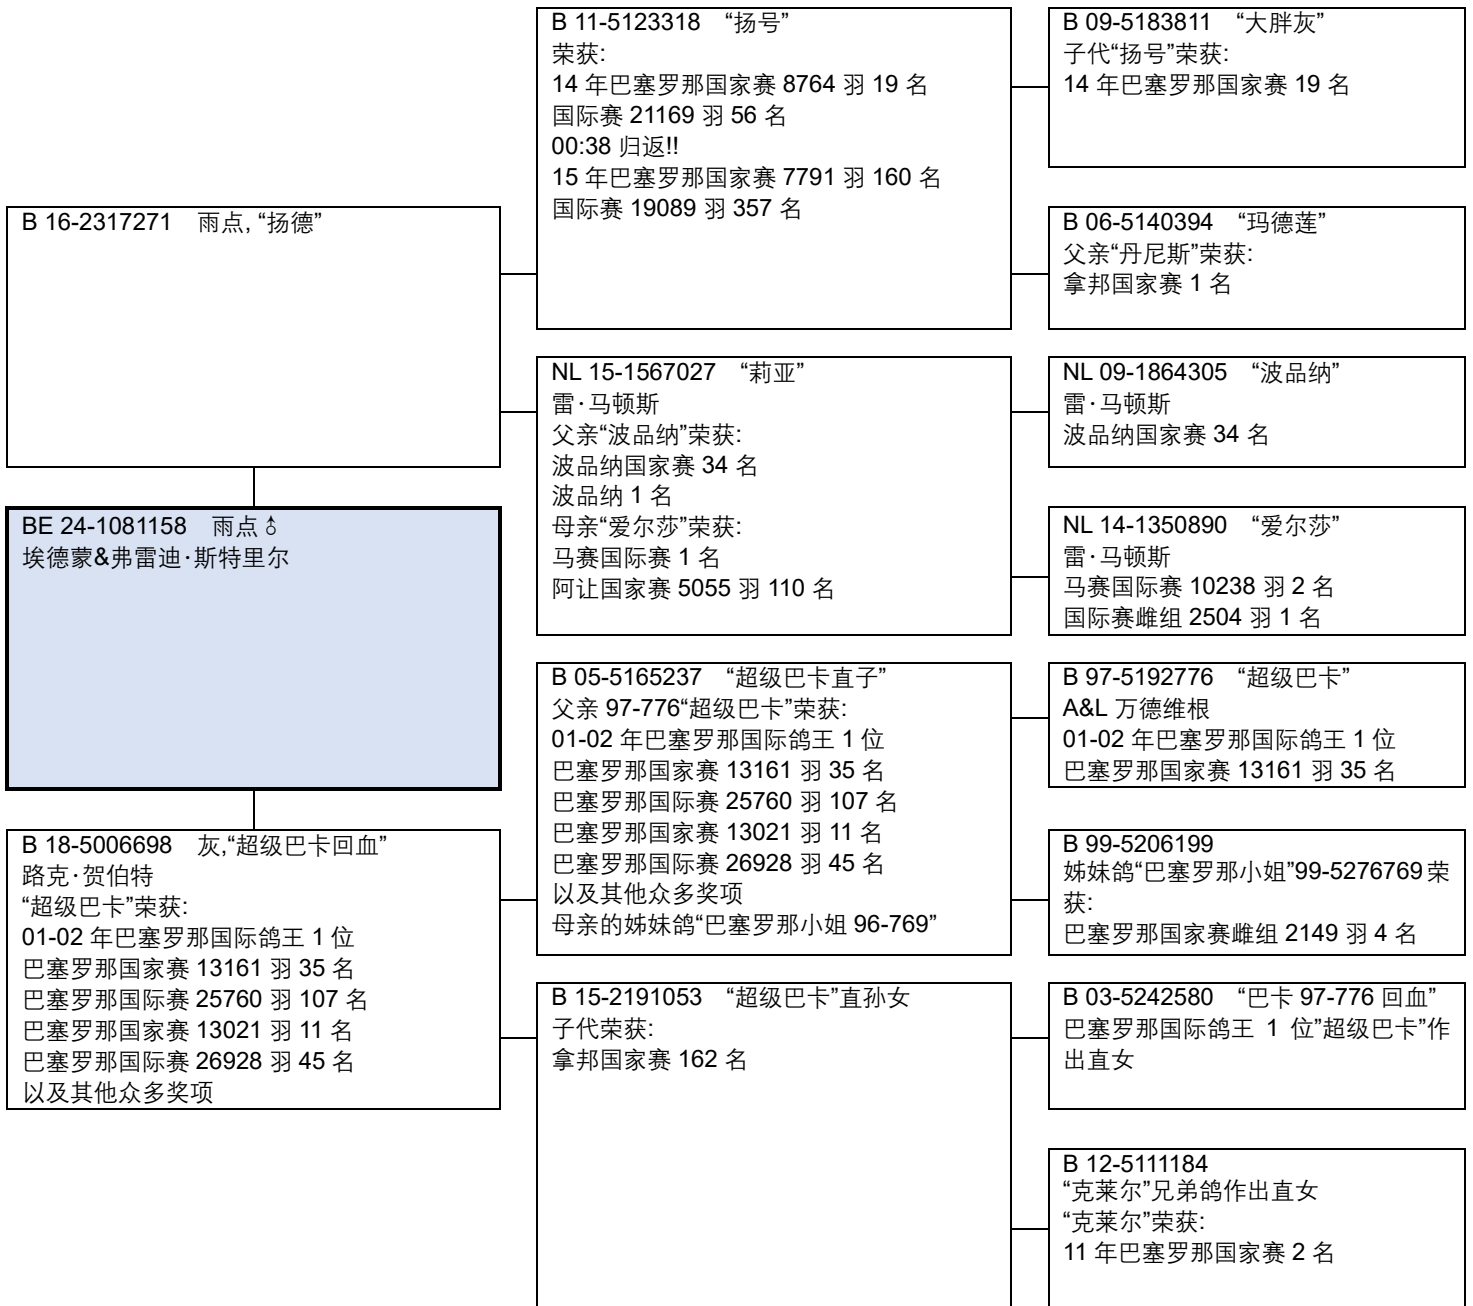 B 16-2317271 雨点, “扬德”
BE 24-1081158 雨点 ♂
埃德蒙&弗雷迪·斯特里尔
B 18-5006698 灰,“超级巴卡回血”
路克·贺伯特
“超级巴卡”荣获:
01-02 年巴塞罗那国际鸽王 1 位
巴塞罗那国家赛 13161 羽 35 名
巴塞罗那国际赛 25760 羽 107 名
巴塞罗那国家赛 13021 羽 11 名
巴塞罗那国际赛 26928 羽 45 名
以及其他众多奖项
B 11-5123318 “扬号”
荣获:
14 年巴塞罗那国家赛 8764 羽 19 名
国际赛 21169 羽 56 名
00:38 归返!!
15 年巴塞罗那国家赛 7791 羽 160 名
国际赛 19089 羽 357 名
NL 15-1567027 “莉亚”
雷·马顿斯
父亲“波品纳”荣获:
波品纳国家赛 34 名
波品纳 1 名
母亲“爱尔莎”荣获:
马赛国际赛 1 名
阿让国家赛 5055 羽 110 名
B 05-5165237 “超级巴卡直子”
父亲 97-776“超级巴卡”荣获:
01-02 年巴塞罗那国际鸽王 1 位
巴塞罗那国家赛 13161 羽 35 名
巴塞罗那国际赛 25760 羽 107 名
巴塞罗那国家赛 13021 羽 11 名
巴塞罗那国际赛 26928 羽 45 名
以及其他众多奖项
母亲的姊妹鸽“巴塞罗那小姐 96-769”
B 15-2191053 “超级巴卡”直孙女
子代荣获:
拿邦国家赛 162 名
B 09-5183811 “大胖灰”
子代“扬号”荣获:
14 年巴塞罗那国家赛 19 名
B 06-5140394 “玛德莲”
父亲“丹尼斯”荣获:
拿邦国家赛 1 名
NL 09-1864305 “波品纳”
雷·马顿斯
波品纳国家赛 34 名
NL 14-1350890 “爱尔莎”
雷·马顿斯
马赛国际赛 10238 羽 2 名
国际赛雌组 2504 羽 1 名
B 97-5192776 “超级巴卡”
A&L 万德维根
01-02 年巴塞罗那国际鸽王 1 位
巴塞罗那国家赛 13161 羽 35 名
B 99-5206199
姊妹鸽“巴塞罗那小姐”99-5276769 荣
获:
巴塞罗那国家赛雌组 2149 羽 4 名
B 03-5242580 “巴卡 97-776 回血”
巴塞罗那国际鸽王 1 位”超级巴卡”作
出直女
B 12-5111184
“克莱尔”兄弟鸽作出直女
“克莱尔”荣获:
11 年巴塞罗那国家赛 2 名